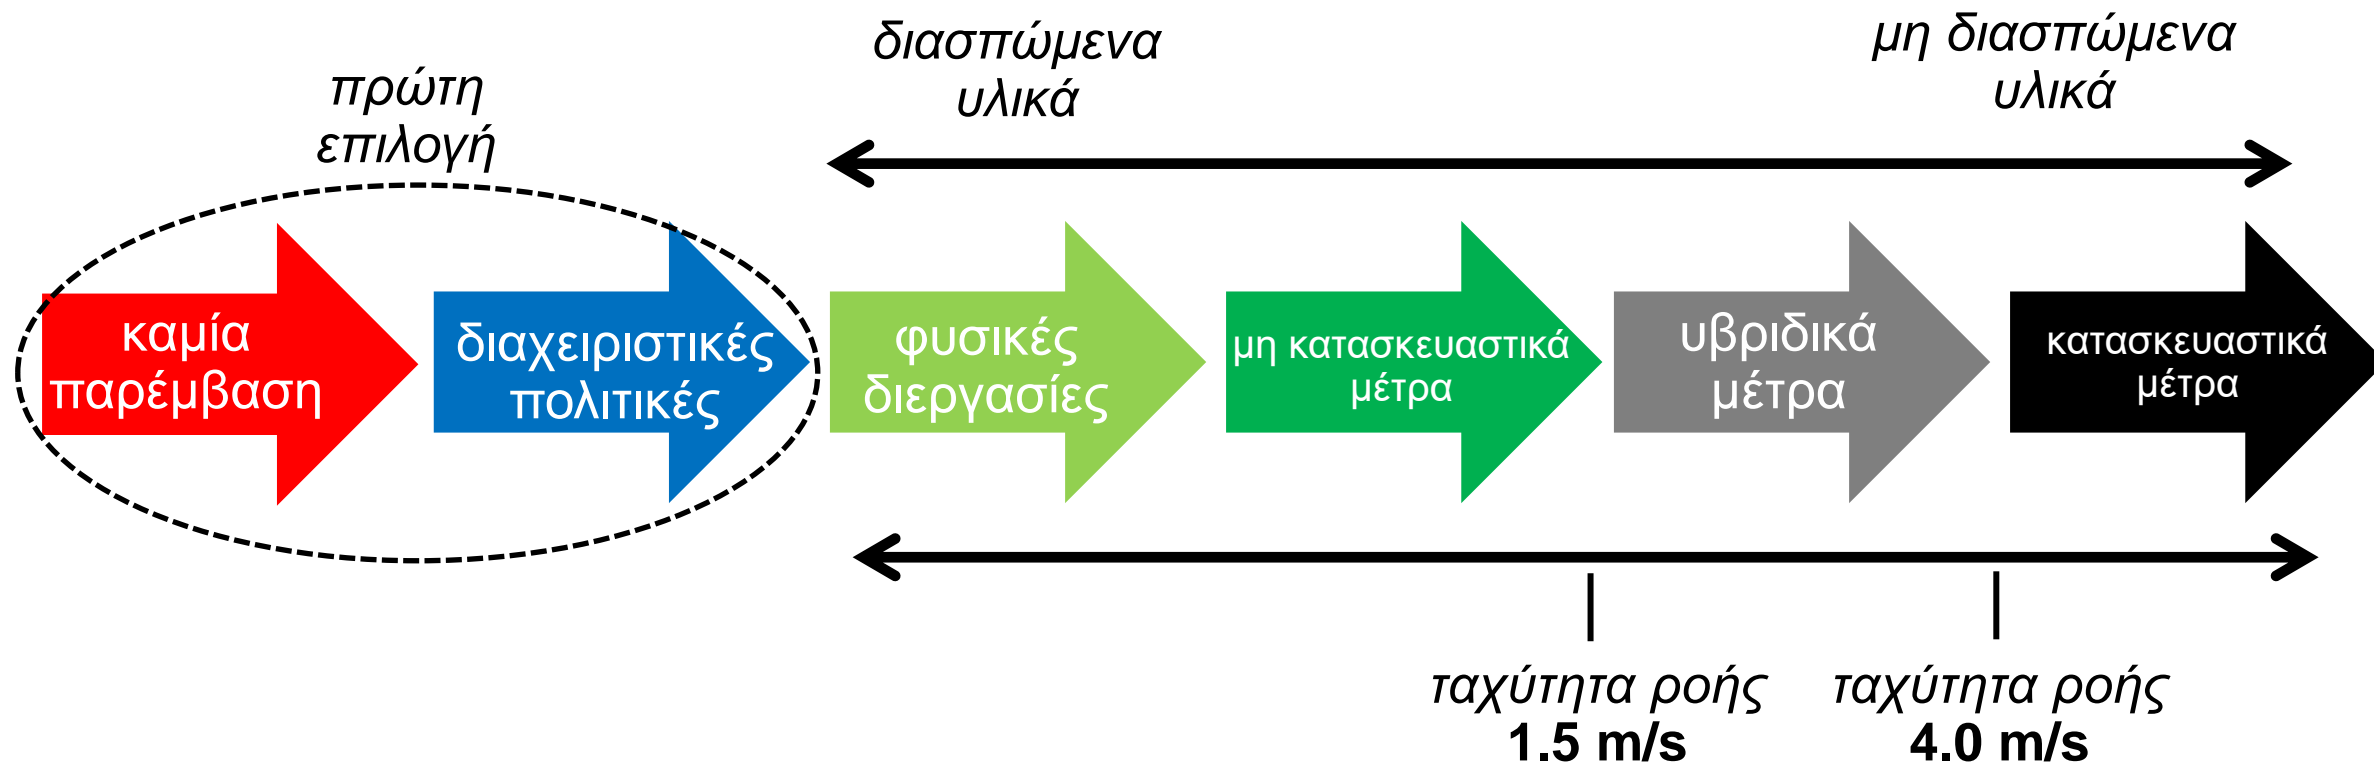 πρώτη
επιλογή
διασπώμενα
υλικά
μη διασπώμενα
υλικά
καμία
παρέμβαση
διαχειριστικές
πολιτικές
φυσικές
διεργασίες
μη κατασκευαστικά
μέτρα
υβριδικά
μέτρα
κατασκευαστικά
μέτρα
ταχύτητα ροής
1.5 m/s
ταχύτητα ροής
4.0 m/s